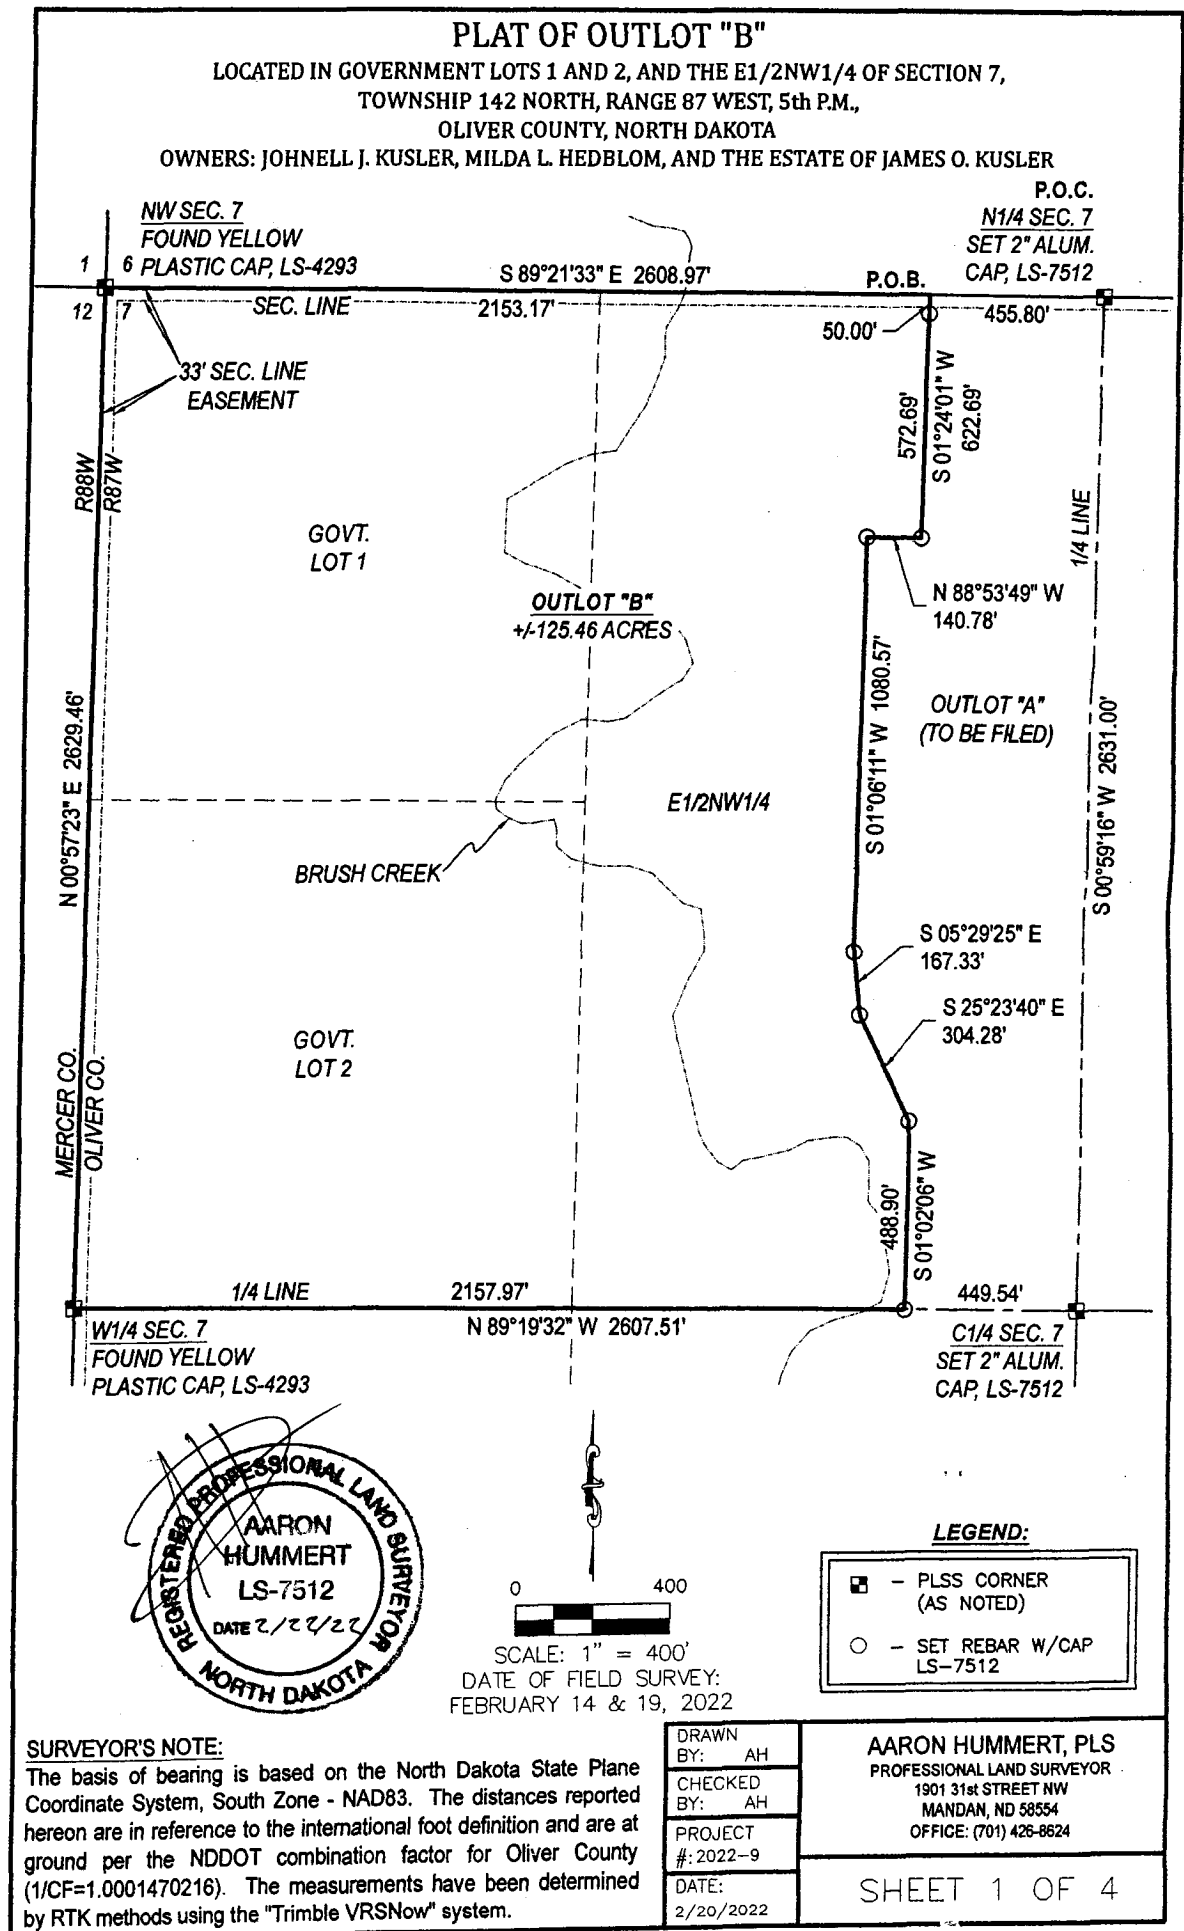 PLAT OF OUTLOT "B"
LOCATED IN GOVERNMENT LOTS 1 AND 2, AND THE E1/2NW1/4 OF SECTION 7,
TOWNSHIP 142 NORTH, RANGE 87 WEST, 5th P.M.,
OLIVER COUNTY, NORTH DAKOTA
OWNERS: JOHNELL J. KUSLER, MILDA L. HEDBLOM, AND THE ESTATE OF JAMES O. KUSLER
NW SEC. 7
FOUND YELLOW
PLASTIC CAP, LS-4293
P.O.C.
N1/4 SEC. 7
SET 2" ALUM.
CAP, LS-7512
1
6
12
7
S 89°21'33" E 2608.97'
P.O.B.
SEC. LINE
2153.17'
50.00'
455.80'
33' SEC. LINE
EASEMENT
572.69'
S 01°24'01" W
622.69'
R88W
R87W
1/4 LINE
GOVT.
LOT 1
N 88°53'49" W
140.78'
OUTLOT "B"
+/-125.46 ACRES
S 01°06'11" W 1080.57'
OUTLOT "A"
(TO BE FILED)
N 00°57'23" E 2629.46'
S 00°59'16" W 2631.00'
E1/2NW1/4
BRUSH CREEK
S 05°29'25" E
167.33'
S 25°23'40" E
304.28'
GOVT.
LOT 2
MERCER CO.
OLIVER CO.
488.90'
S 01°02'06" W
1/4 LINE
2157.97'
N 89°19'32" W 2607.51'
449.54'
W1/4 SEC. 7
FOUND YELLOW
PLASTIC CAP, LS-4293
C1/4 SEC. 7
SET 2" ALUM.
CAP, LS-7512
REGISTERED PROFESSIONAL LAND SURVEYOR
AARON
HUMMERT
LS-7512
DATE 2/22/22
NORTH DAKOTA
0 400
SCALE: 1" = 400'
DATE OF FIELD SURVEY:
FEBRUARY 14 & 19, 2022
LEGEND:
– PLSS CORNER
(AS NOTED)
– SET REBAR W/CAP
LS-7512
SURVEYOR'S NOTE:
The basis of bearing is based on the North Dakota State Plane
Coordinate System, South Zone - NAD83. The distances reported
hereon are in reference to the international foot definition and are at
ground per the NDDOT combination factor for Oliver County
(1/CF=1.0001470216). The measurements have been determined
by RTK methods using the "Trimble VRSNow" system.
DRAWN
BY: AH
CHECKED
BY: AH
PROJECT
#: 2022-9
DATE:
2/20/2022
AARON HUMMERT, PLS
PROFESSIONAL LAND SURVEYOR
1901 31st STREET NW
MANDAN, ND 58554
OFFICE: (701) 426-8624
SHEET 1 OF 4